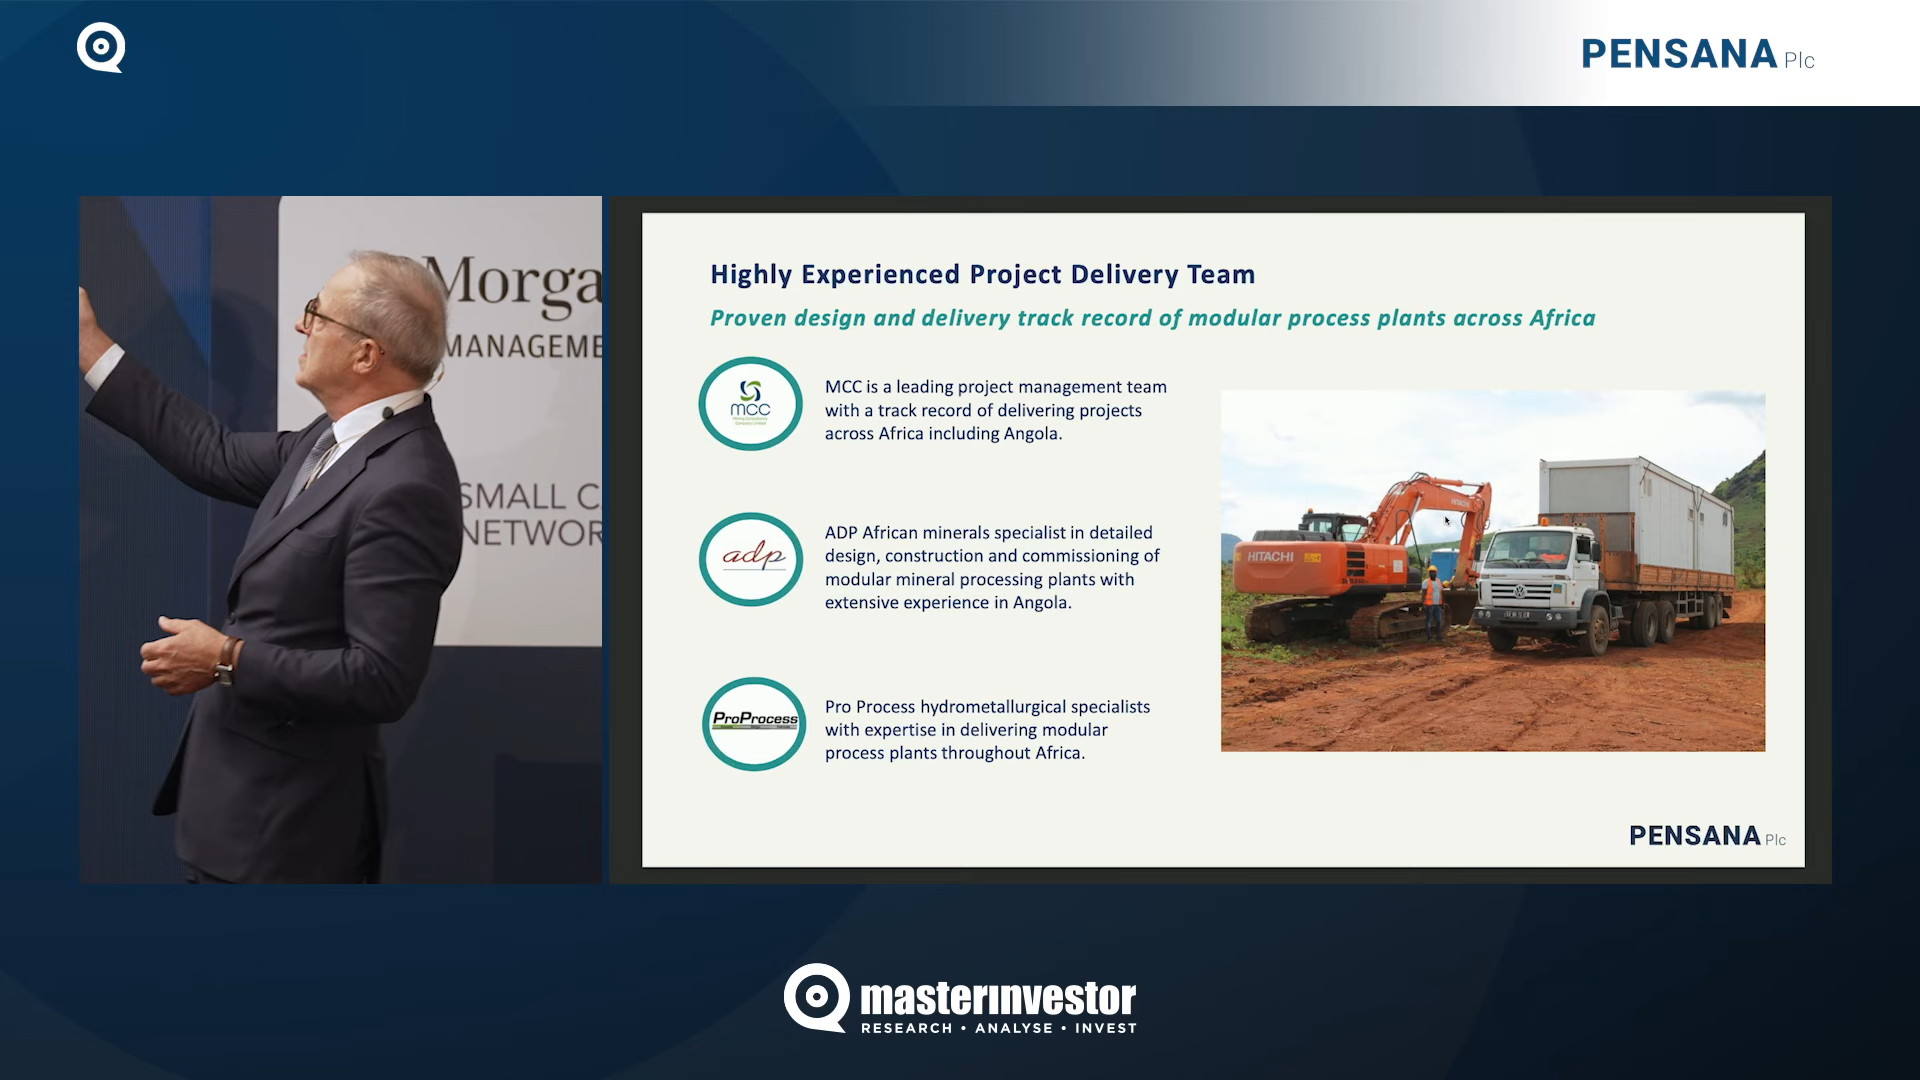 PENSANA Plc
Morga
MANAGEME
SMALL C
NETWOR
Highly Experienced Project Delivery Team
Proven design and delivery track record of modular process plants across Africa
mcc
MCC is a leading project management team
with a track record of delivering projects
across Africa including Angola.
adp
ADP African minerals specialist in detailed
design, construction and commissioning of
modular mineral processing plants with
extensive experience in Angola.
ProProcess
Pro Process hydrometallurgical specialists
with expertise in delivering modular
process plants throughout Africa.
HITACHI
HITACHI
PENSANA Plc
masterinvestor
RESEARCH • ANALYSE • INVEST